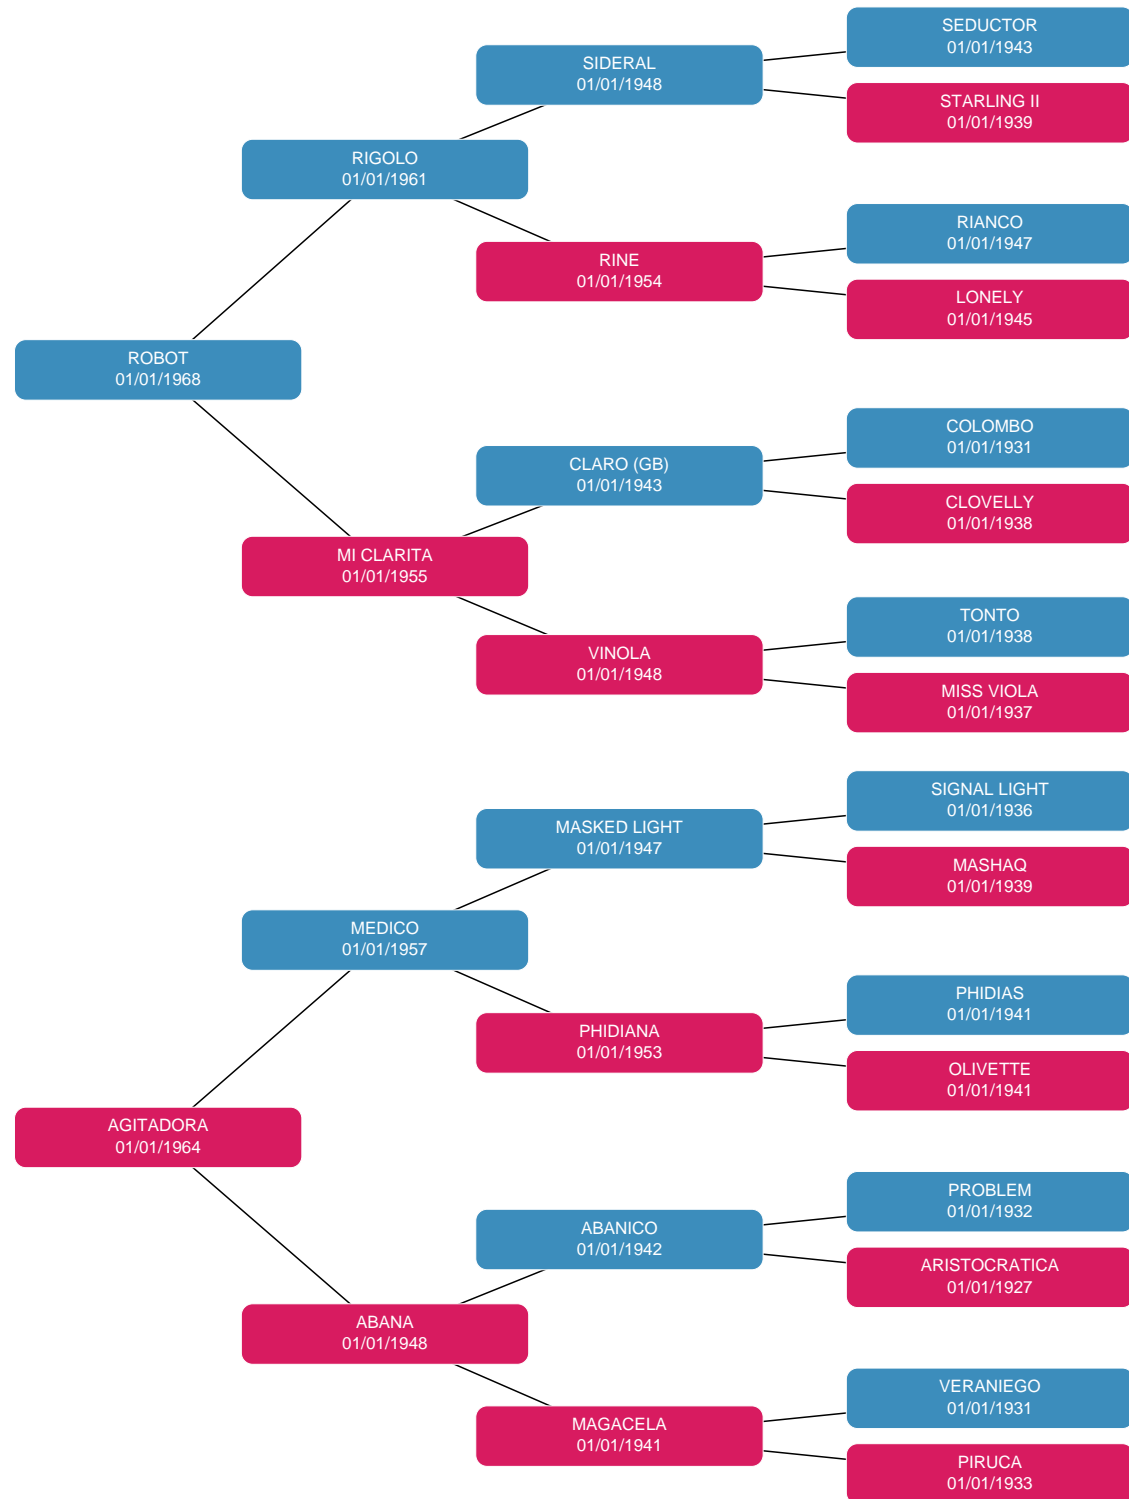 SEDUCTOR
01/01/1943
SIDERAL
01/01/1948
STARLING II
01/01/1939
RIGOLO
01/01/1961
RIANCO
01/01/1947
RINE
01/01/1954
LONELY
01/01/1945
ROBOT
01/01/1968
COLOMBO
01/01/1931
CLARO (GB)
01/01/1943
CLOVELLY
01/01/1938
MI CLARITA
01/01/1955
TONTO
01/01/1938
VINOLA
01/01/1948
MISS VIOLA
01/01/1937
SIGNAL LIGHT
01/01/1936
MASKED LIGHT
01/01/1947
MASHAQ
01/01/1939
MEDICO
01/01/1957
PHIDIAS
01/01/1941
PHIDIANA
01/01/1953
OLIVETTE
01/01/1941
AGITADORA
01/01/1964
PROBLEM
01/01/1932
ABANICO
01/01/1942
ARISTOCRATICA
01/01/1927
ABANA
01/01/1948
VERANIEGO
01/01/1931
MAGACELA
01/01/1941
PIRUCA
01/01/1933